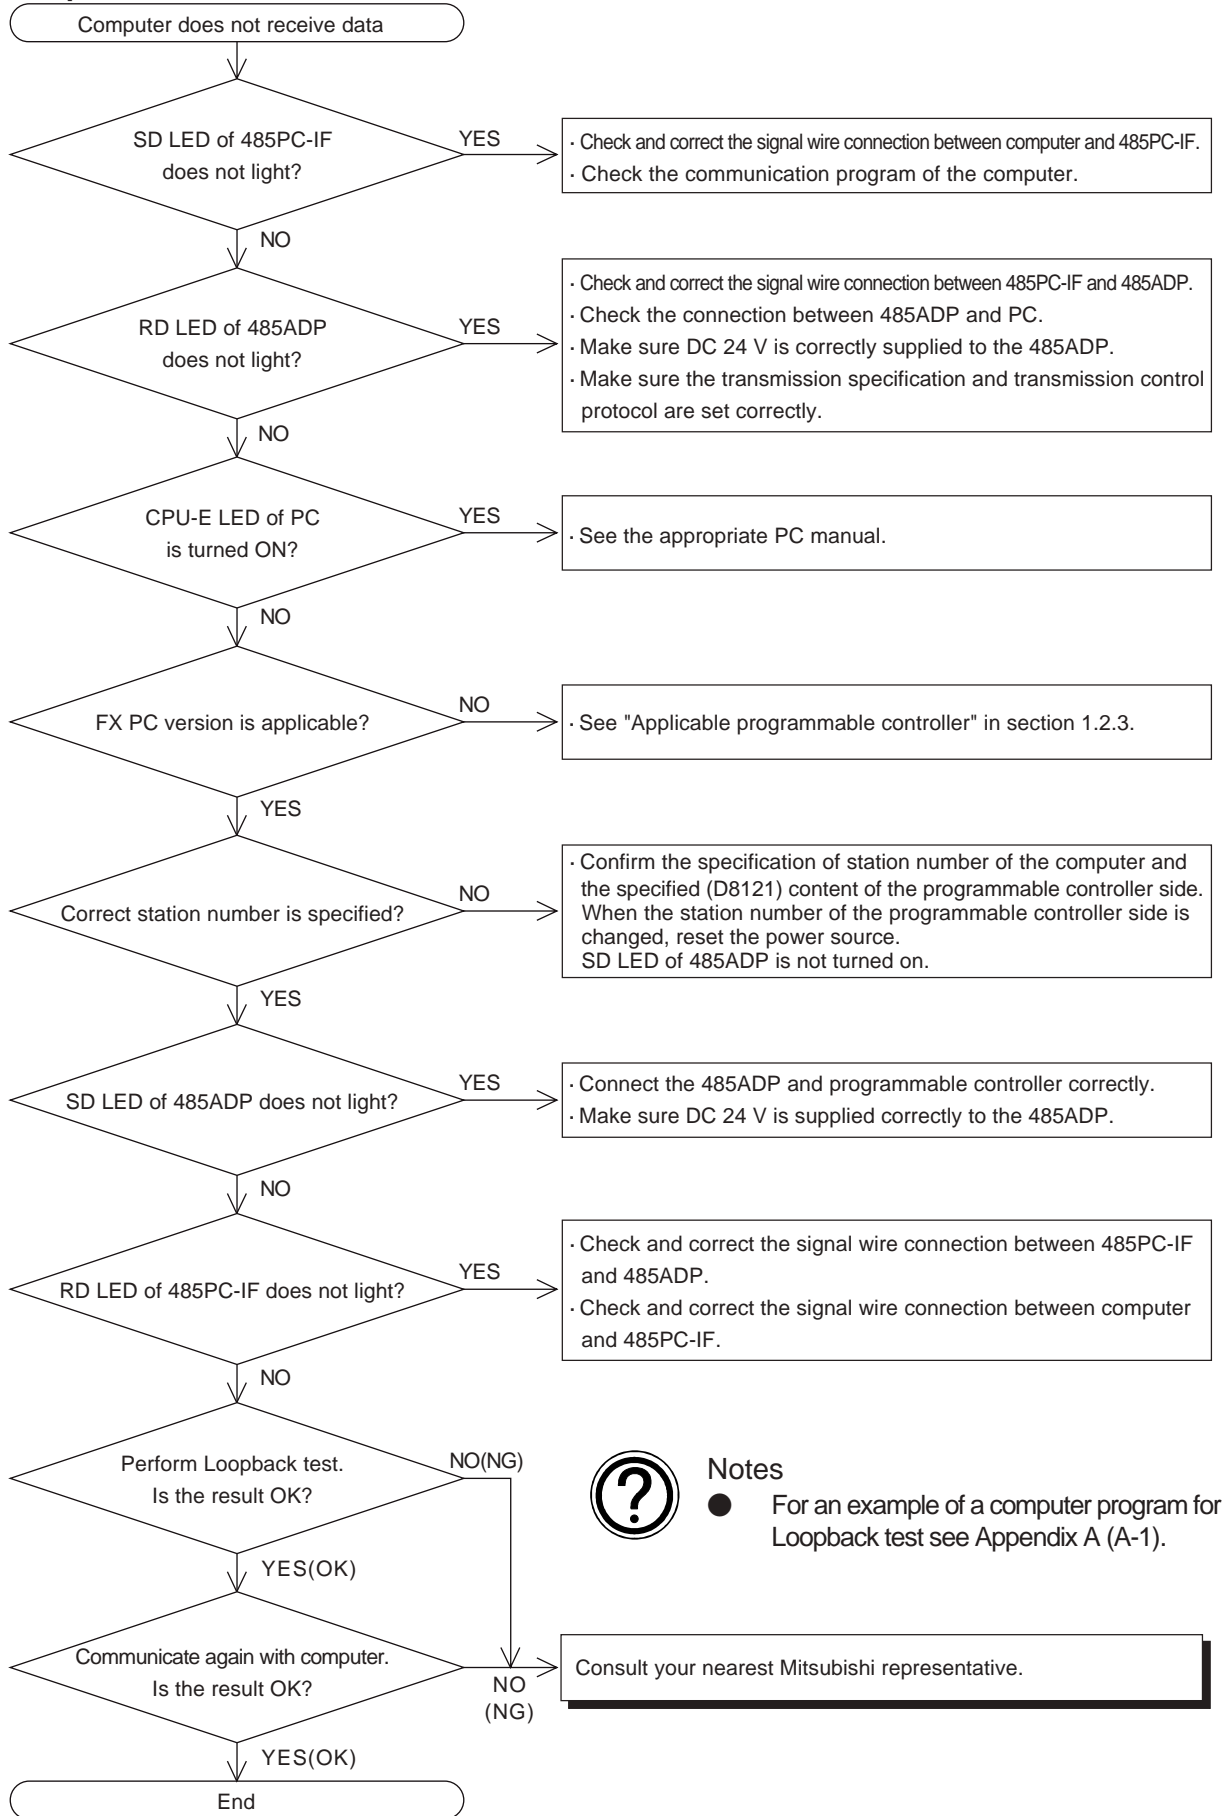 Computer does not receive data
SD LED of 485PC-IF
does not light?
YES
· Check and correct the signal wire connection between computer and 485PC-IF.
· Check the communication program of the computer.
NO
RD LED of 485ADP
does not light?
YES
· Check and correct the signal wire connection between 485PC-IF and 485ADP.
· Check the connection between 485ADP and PC.
· Make sure DC 24 V is correctly supplied to the 485ADP.
· Make sure the transmission specification and transmission control
protocol are set correctly.
NO
CPU-E LED of PC
is turned ON?
YES
· See the appropriate PC manual.
NO
FX PC version is applicable?
NO
· See "Applicable programmable controller" in section 1.2.3.
YES
Correct station number is specified?
NO
· Confirm the specification of station number of the computer and
the specified (D8121) content of the programmable controller side.
When the station number of the programmable controller side is
changed, reset the power source.
SD LED of 485ADP is not turned on.
YES
SD LED of 485ADP does not light?
YES
· Connect the 485ADP and programmable controller correctly.
· Make sure DC 24 V is supplied correctly to the 485ADP.
NO
RD LED of 485PC-IF does not light?
YES
· Check and correct the signal wire connection between 485PC-IF
and 485ADP.
· Check and correct the signal wire connection between computer
and 485PC-IF.
NO
Perform Loopback test.
Is the result OK?
NO(NG)
? Notes
● For an example of a computer program for
Loopback test see Appendix A (A-1).
YES(OK)
Communicate again with computer.
Is the result OK?
NO
(NG)
Consult your nearest Mitsubishi representative.
YES(OK)
End